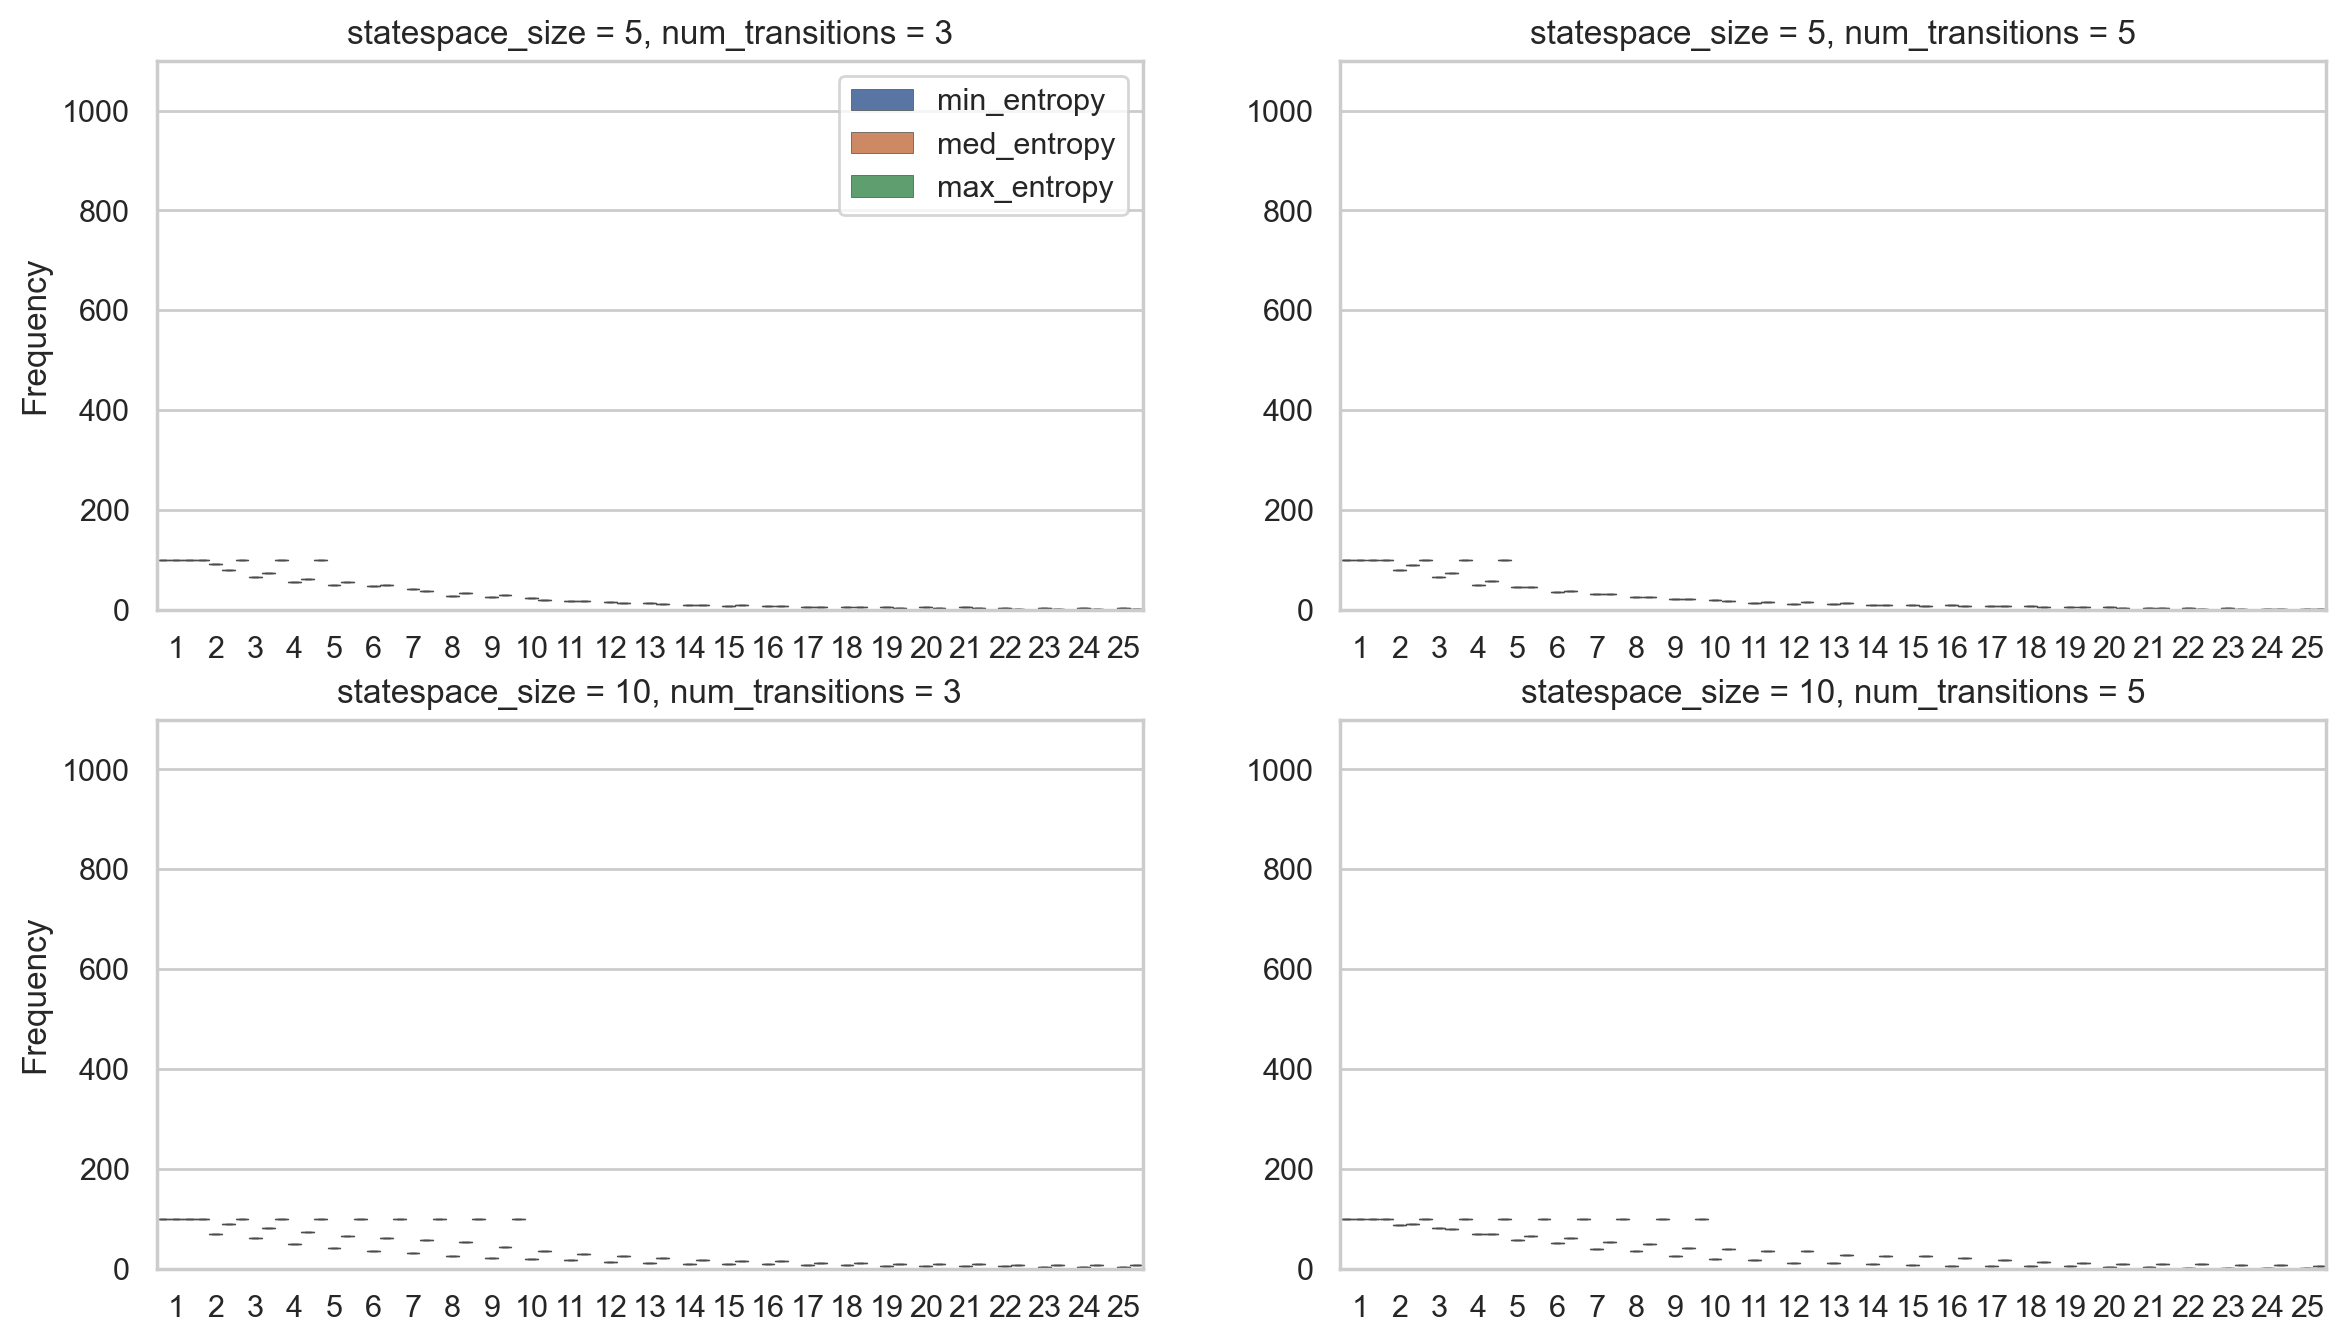 statespace_size = 5, num_transitions = 3
1000
800
600
400
200
0
Frequency
min_entropy
med_entropy
max_entropy
1 2 3 4 5 6 7 8 9 10 11 12 13 14 15 16 17 18 19 20 21 22 23 24 25
statespace_size = 5, num_transitions = 5
1000
800
600
400
200
0
1 2 3 4 5 6 7 8 9 10 11 12 13 14 15 16 17 18 19 20 21 22 23 24 25
statespace_size = 10, num_transitions = 3
1000
800
600
400
200
0
Frequency
1 2 3 4 5 6 7 8 9 10 11 12 13 14 15 16 17 18 19 20 21 22 23 24 25
statespace_size = 10, num_transitions = 5
1000
800
600
400
200
0
1 2 3 4 5 6 7 8 9 10 11 12 13 14 15 16 17 18 19 20 21 22 23 24 25